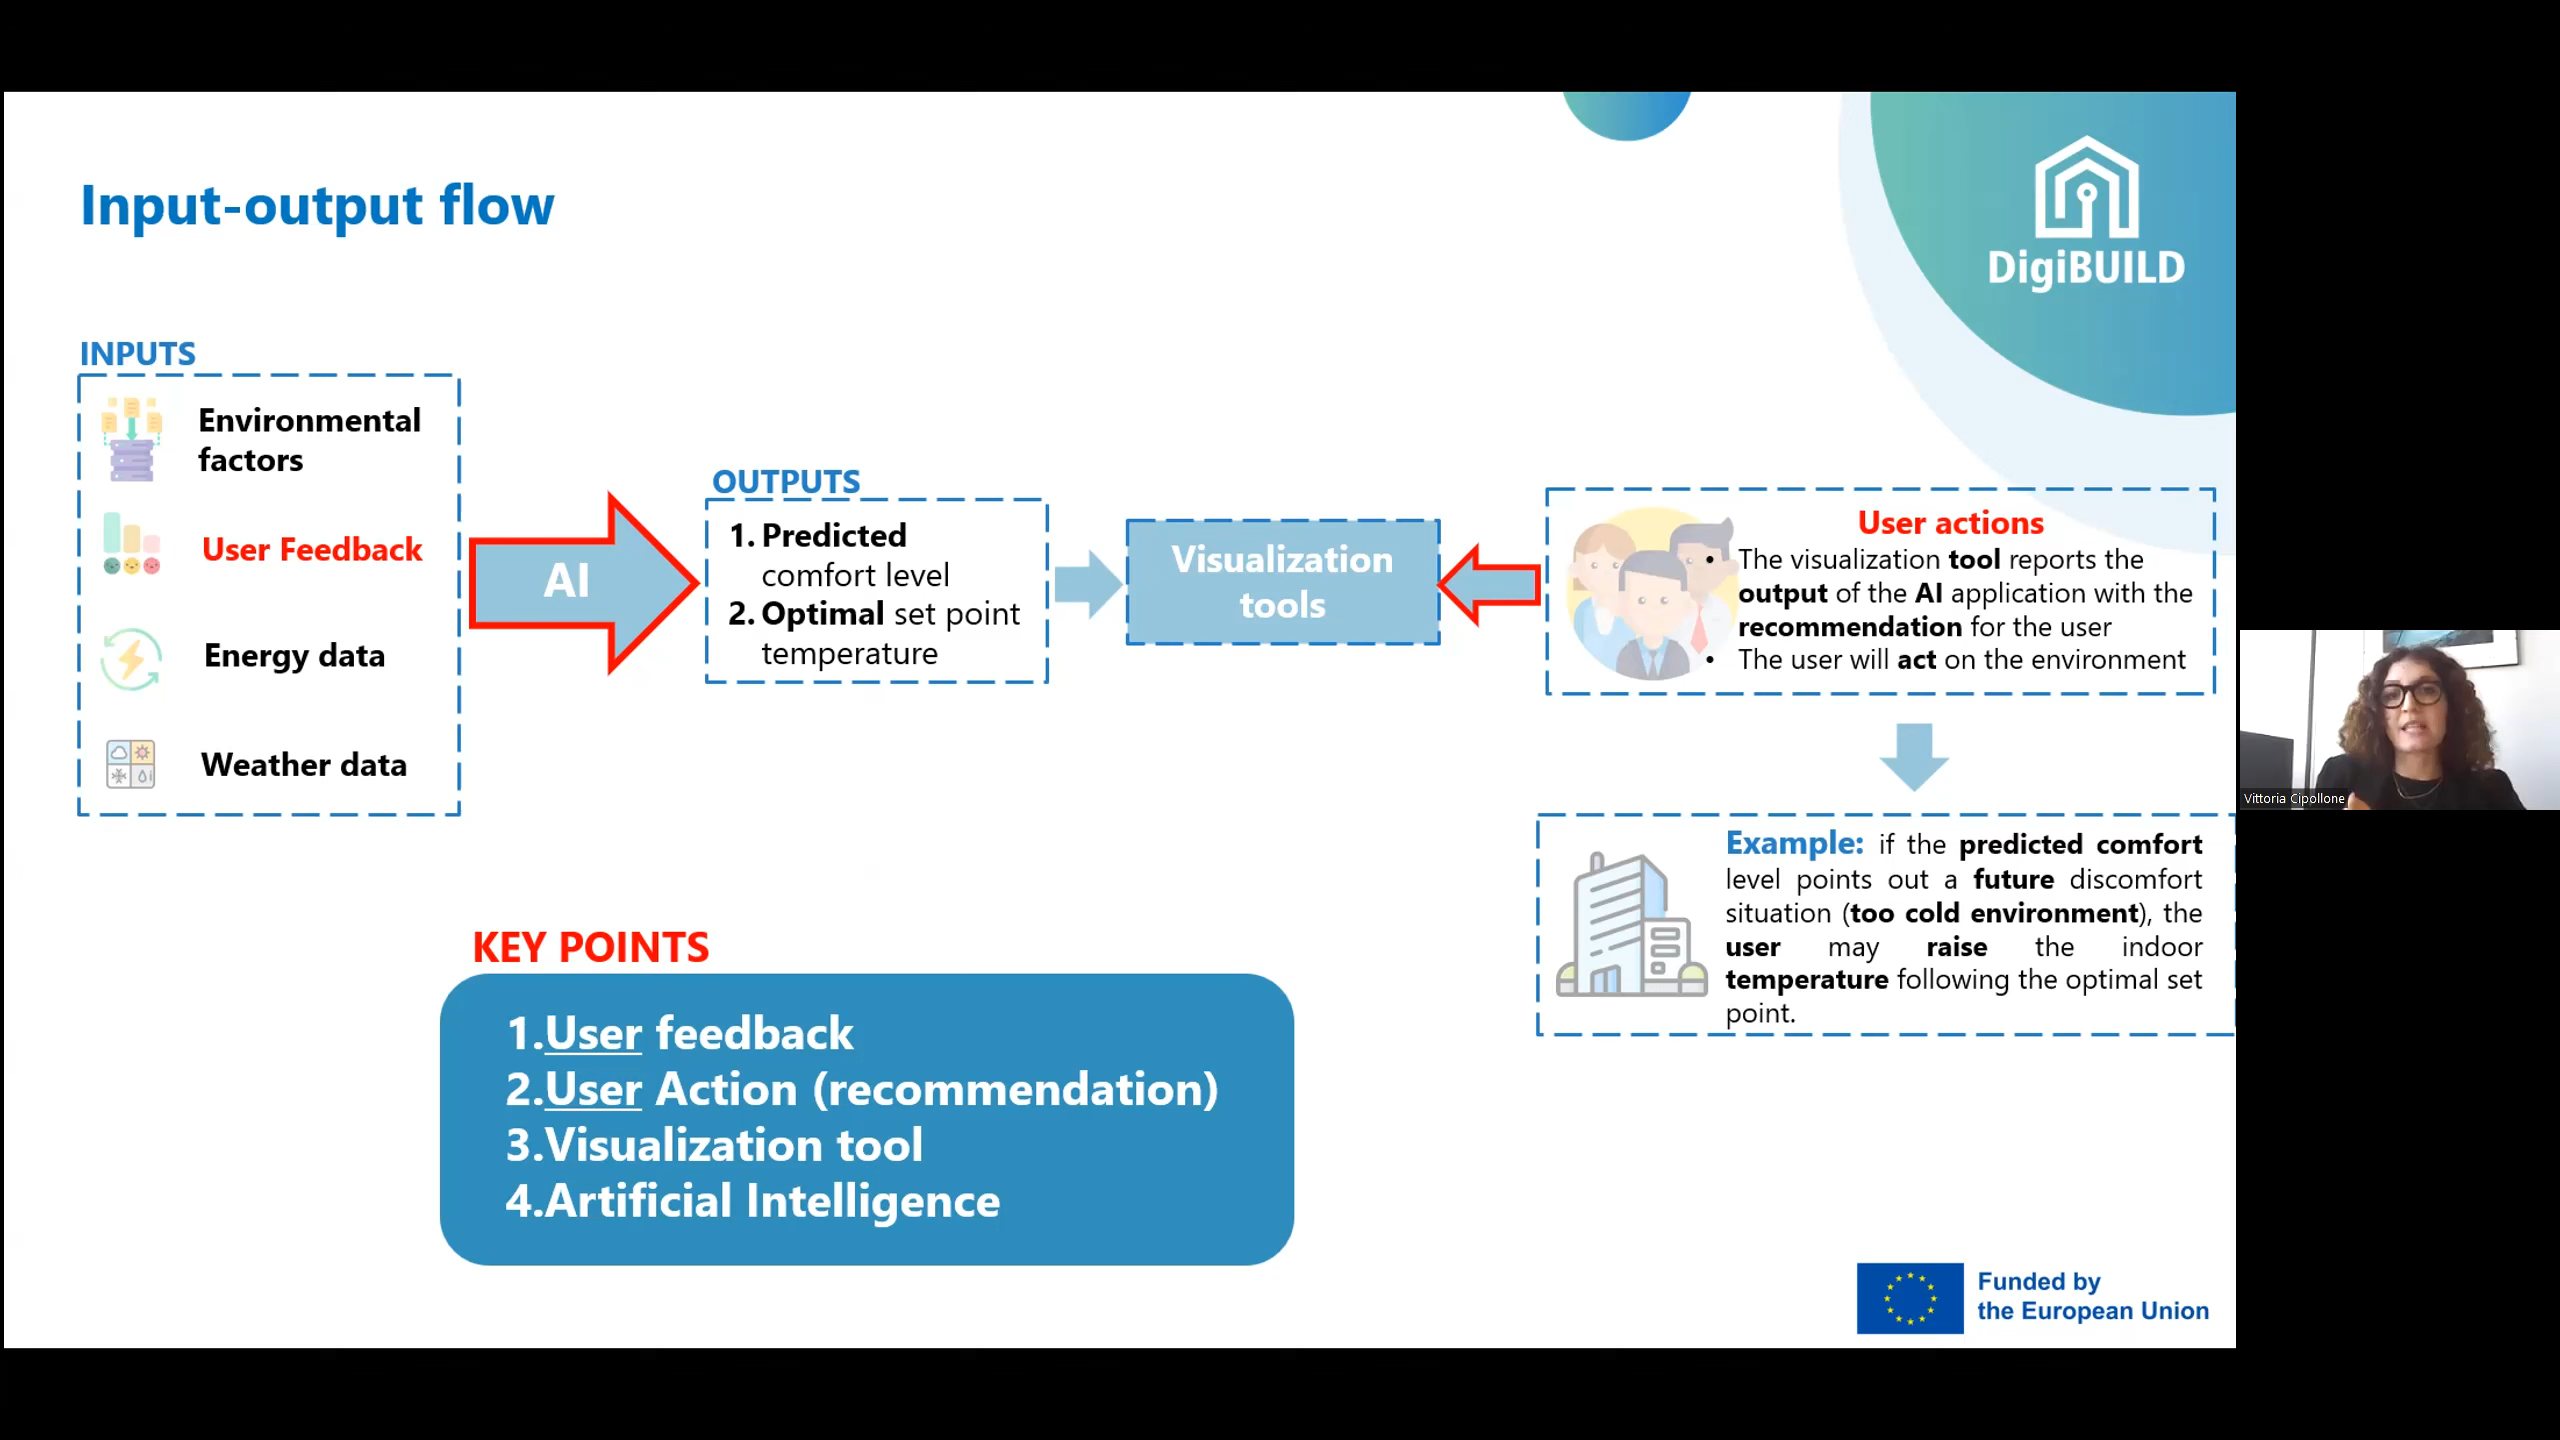 Input-output flow
DigiBUILD
INPUTS
Environmental
factors
User Feedback
Energy data
Weather data
AI
OUTPUTS
1. Predicted
comfort level
2. Optimal set point
temperature
Visualization
tools
User actions
• The visualization tool reports the
output of the AI application with the
recommendation for the user
• The user will act on the environment
Example: if the predicted comfort
level points out a future discomfort
situation (too cold environment), the
user may raise the indoor
temperature following the optimal set
point.
KEY POINTS
1.User feedback
2.User Action (recommendation)
3.Visualization tool
4.Artificial Intelligence
Funded by
the European Union
Vittoria Cipollone